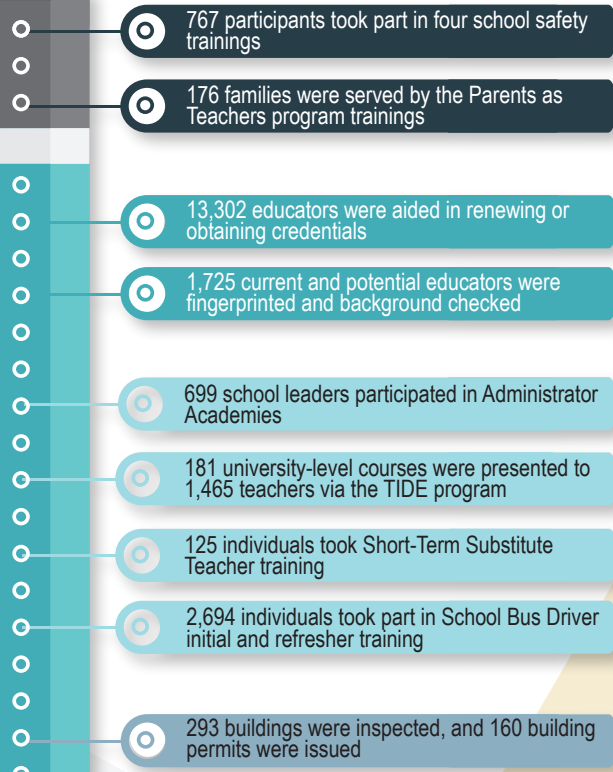 767 participants took part in four school safety
trainings
176 families were served by the Parents as
Teachers program trainings
13,302 educators were aided in renewing or
obtaining credentials
1,725 current and potential educators were
fingerprinted and background checked
699 school leaders participated in Administrator
Academies
181 university-level courses were presented to
1,465 teachers via the TIDE program
125 individuals took Short-Term Substitute
Teacher training
2,694 individuals took part in School Bus Driver
initial and refresher training
293 buildings were inspected, and 160 building
permits were issued